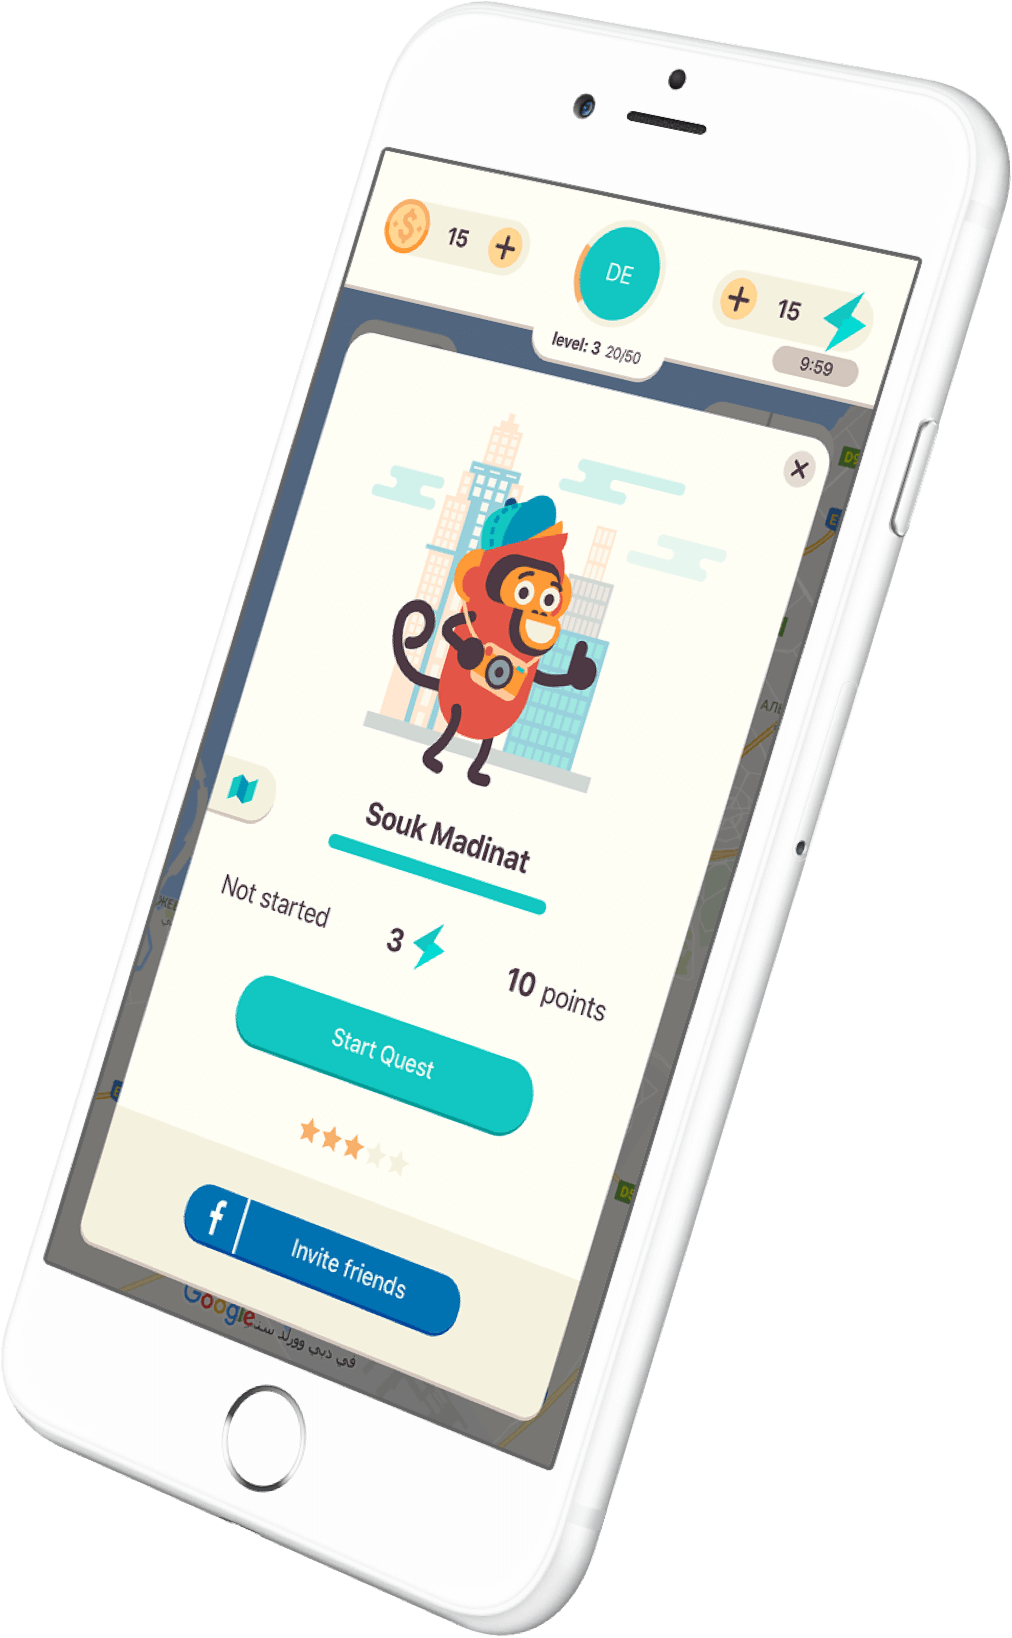 15
DE
15
level: 3 20/50
9:59
Souk Madinat
Not started
3
10 points
Start Quest
f
Invite friends
Google
في دبي وورلد